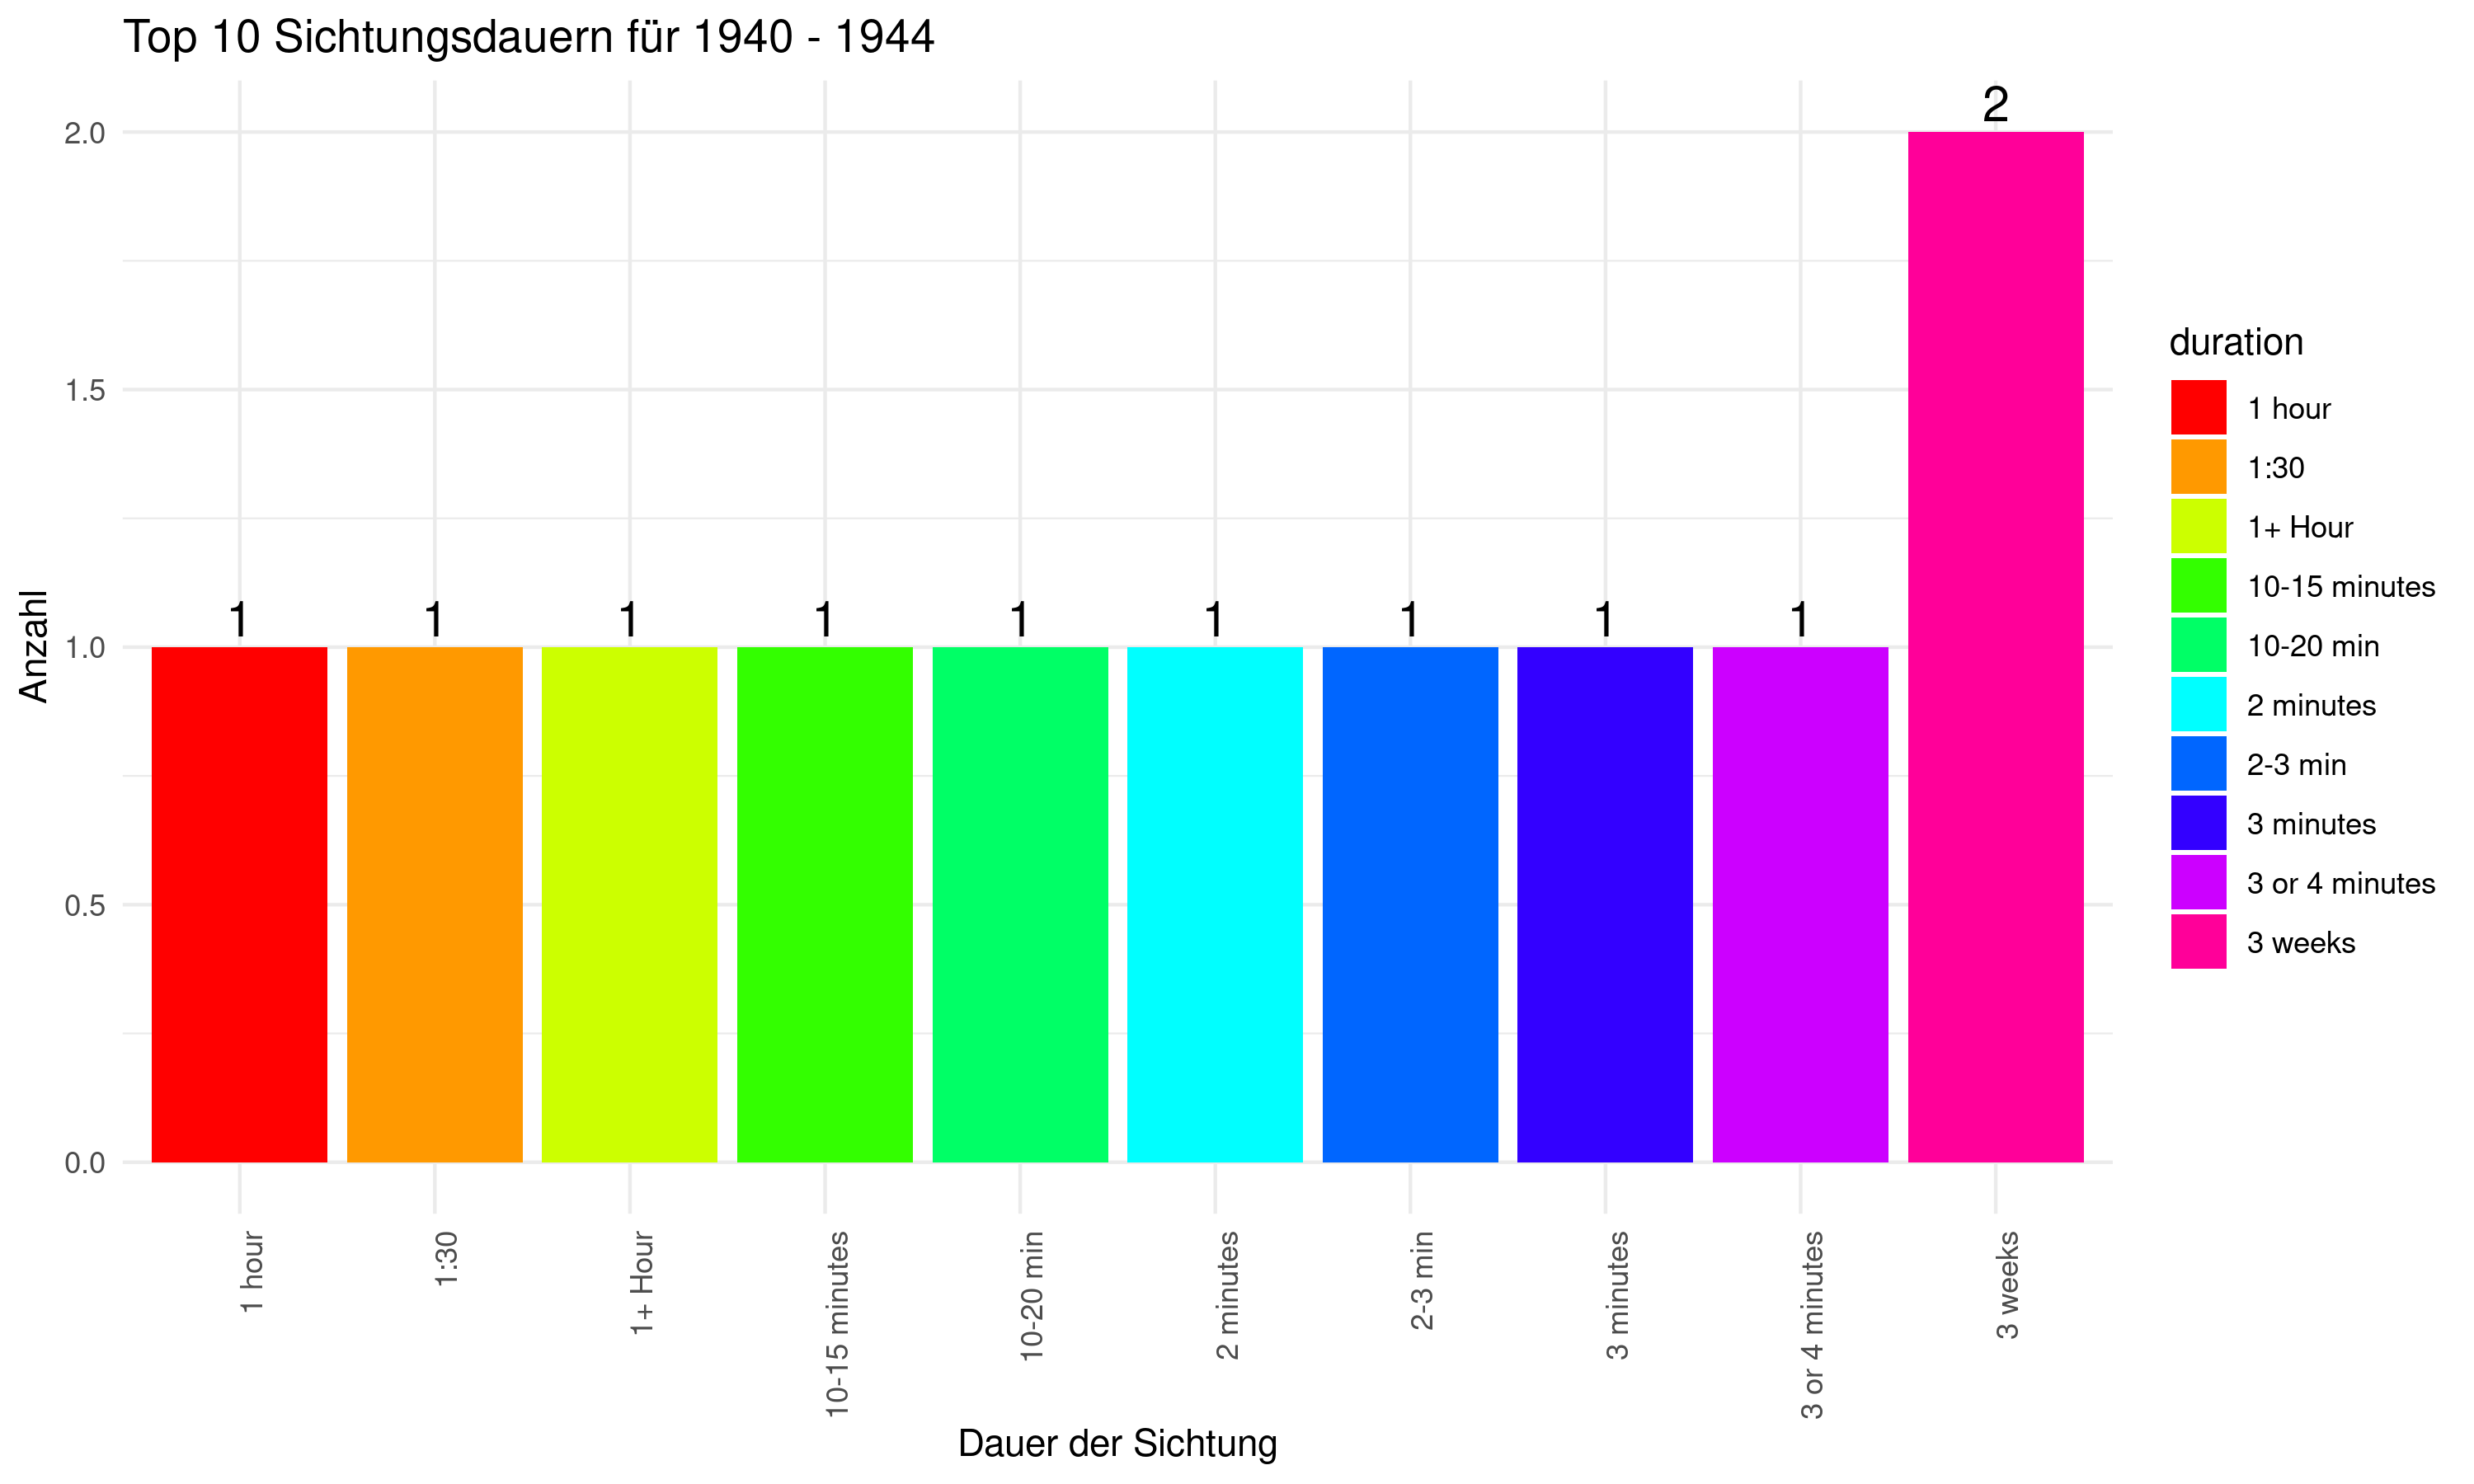 Top 10 Sichtungsdauern für 1940 - 1944
Anzahl
2.0
1.5
1.0
0.5
0.0
1
1
1
1
1
1
1
1
1
2
1 hour
1:30
1+ Hour
10-15 minutes
10-20 min
2 minutes
2-3 min
3 minutes
3 or 4 minutes
3 weeks
Dauer der Sichtung
duration
1 hour
1:30
1+ Hour
10-15 minutes
10-20 min
2 minutes
2-3 min
3 minutes
3 or 4 minutes
3 weeks